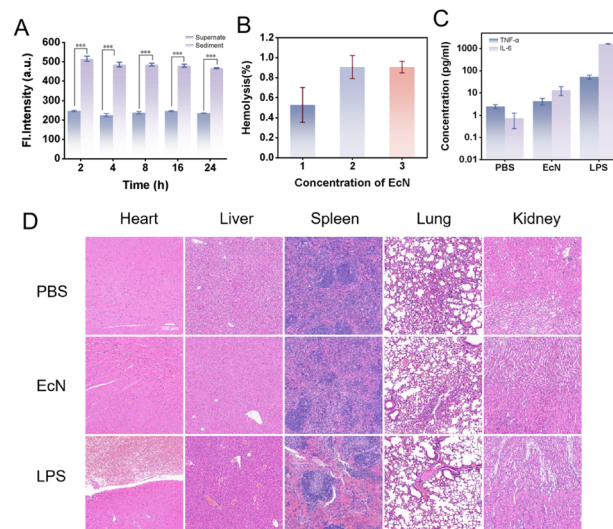 A
Supernate
Sediment
600
500
400
300
200
100
0
Fl.Intensity (a.u.)
*** *** *** *** ***
2 4 8 16 24
Time (h)
B
1.2
1.0
0.8
0.6
0.4
0.2
0.0
Hemolysis(%)
1 2 3
Concentration of EcN
C
TNF-α
IL-6
1000
100
10
1
0.1
0.01
Concentration (pg/ml)
PBS EcN LPS
D
Heart Liver Spleen Lung Kidney
PBS
100 μm
EcN
LPS